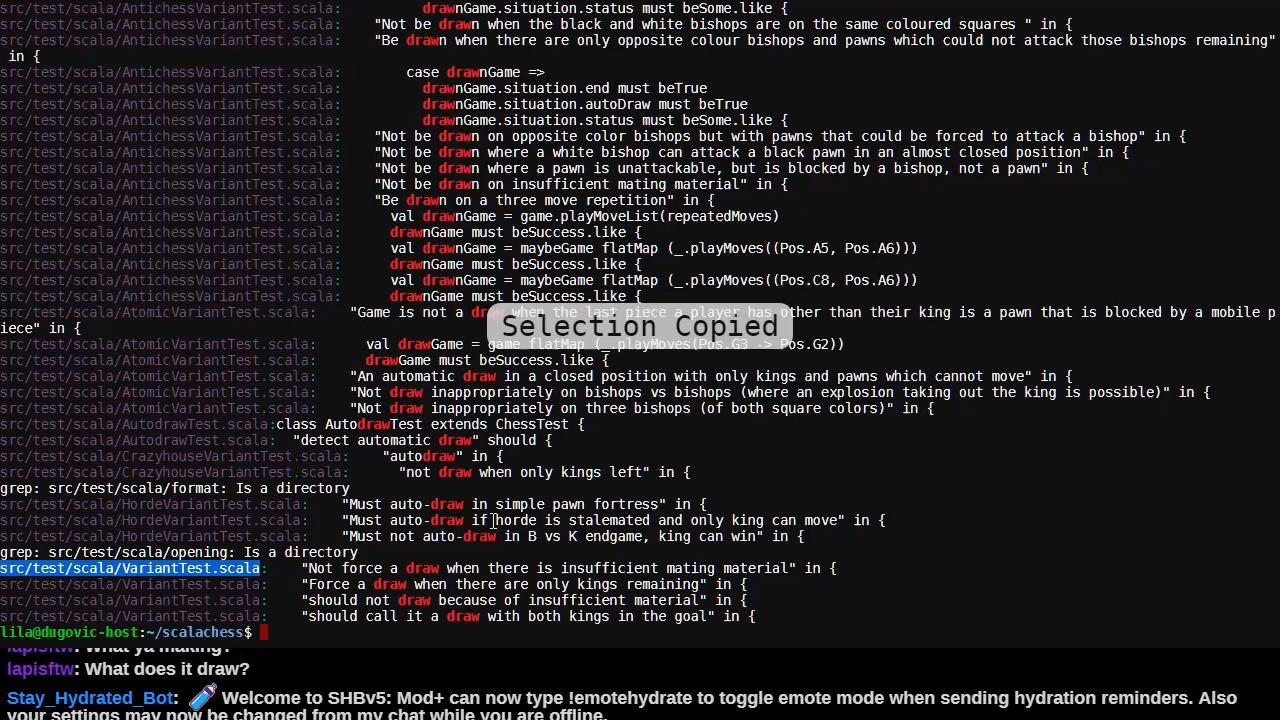 src/test/scala/AntichessVariantTest.scala:          drawnGame.situation.status must beSome.like {
src/test/scala/AntichessVariantTest.scala:    "Not be drawn when the black and white bishops are on the same coloured squares " in {
src/test/scala/AntichessVariantTest.scala:    "Be drawn when there are only opposite colour bishops and pawns which could not attack those bishops remaining"
 in {
src/test/scala/AntichessVariantTest.scala:        case drawnGame =>
src/test/scala/AntichessVariantTest.scala:          drawnGame.situation.end must beTrue
src/test/scala/AntichessVariantTest.scala:          drawnGame.situation.autoDraw must beTrue
src/test/scala/AntichessVariantTest.scala:          drawnGame.situation.status must beSome.like {
src/test/scala/AntichessVariantTest.scala:    "Not be drawn on opposite color bishops but with pawns that could be forced to attack a bishop" in {
src/test/scala/AntichessVariantTest.scala:    "Not be drawn where a white bishop can attack a black pawn in an almost closed position" in {
src/test/scala/AntichessVariantTest.scala:    "Not be drawn where a pawn is unattackable, but is blocked by a bishop, not a pawn" in {
src/test/scala/AntichessVariantTest.scala:    "Not be drawn on insufficient mating material" in {
src/test/scala/AntichessVariantTest.scala:    "Be drawn on a three move repetition" in {
src/test/scala/AntichessVariantTest.scala:      val drawnGame = game.playMoveList(repeatedMoves)
src/test/scala/AntichessVariantTest.scala:      drawnGame must beSuccess.like {
src/test/scala/AntichessVariantTest.scala:      val drawnGame = maybeGame flatMap (_.playMoves((Pos.A5, Pos.A6)))
src/test/scala/AntichessVariantTest.scala:      drawnGame must beSuccess.like {
src/test/scala/AntichessVariantTest.scala:      val drawnGame = maybeGame flatMap (_.playMoves((Pos.C8, Pos.A6)))
src/test/scala/AntichessVariantTest.scala:      drawnGame must beSuccess.like {
src/test/scala/AtomicVariantTest.scala:    "Game is not a draw when the last piece a player has other than their king is a pawn that is blocked by a mobile p
iece" in {
Selection Copied
src/test/scala/AtomicVariantTest.scala:      val drawGame = game flatMap (_.playMoves(Pos.G3 -> Pos.G2))
src/test/scala/AtomicVariantTest.scala:      drawGame must beSuccess.like {
src/test/scala/AtomicVariantTest.scala:    "An automatic draw in a closed position with only kings and pawns which cannot move" in {
src/test/scala/AtomicVariantTest.scala:    "Not draw inappropriately on bishops vs bishops (where an explosion taking out the king is possible)" in {
src/test/scala/AtomicVariantTest.scala:    "Not draw inappropriately on three bishops (of both square colors)" in {
src/test/scala/AutodrawTest.scala:class AutodrawTest extends ChessTest {
src/test/scala/AutodrawTest.scala:  "detect automatic draw" should {
src/test/scala/CrazyhouseVariantTest.scala:    "autodraw" in {
src/test/scala/CrazyhouseVariantTest.scala:      "not draw when only kings left" in {
grep: src/test/scala/format: Is a directory
src/test/scala/HordeVariantTest.scala:    "Must auto-draw in simple pawn fortress" in {
src/test/scala/HordeVariantTest.scala:    "Must auto-draw if horde is stalemated and only king can move" in {
src/test/scala/HordeVariantTest.scala:    "Must not auto-draw in B vs K endgame, king can win" in {
grep: src/test/scala/opening: Is a directory
src/test/scala/VariantTest.scala:    "Not force a draw when there is insufficient mating material" in {
src/test/scala/VariantTest.scala:    "Force a draw when there are only kings remaining" in {
src/test/scala/VariantTest.scala:    "should not draw because of insufficient material" in {
src/test/scala/VariantTest.scala:    "should call it a draw with both kings in the goal" in {
lila@dugovic-host:~/scalachess$
lapisftw: What ya making?
lapisftw: What does it draw?
Stay_Hydrated_Bot: Welcome to SHBv5: Mod+ can now type !emotehydrate to toggle emote mode when sending hydration reminders. Also
your settings may now be changed from my chat while you are offline.